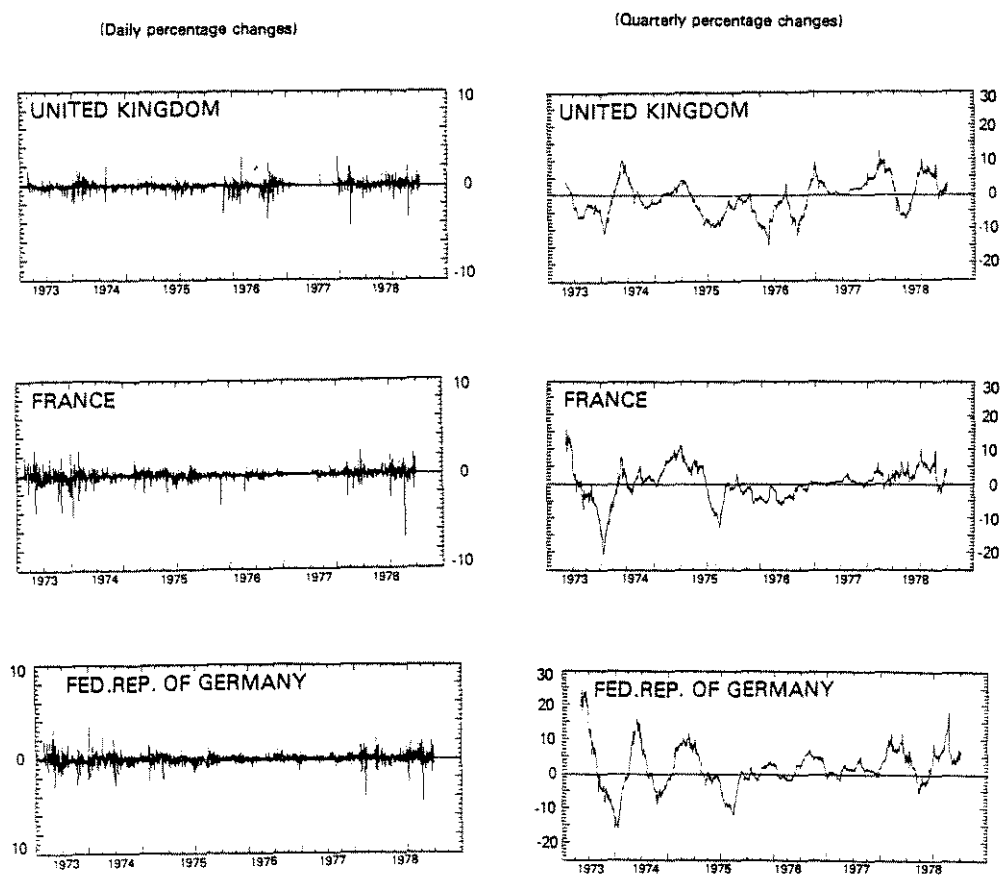 (Daily percentage changes)
(Quarterly percentage changes)
UNITED KINGDOM
10
0
-10
1973 1974 1975 1976 1977 1978
UNITED KINGDOM
30
20
10
0
-10
-20
1973 1974 1975 1976 1977 1978
FRANCE
10
0
-10
1973 1974 1975 1976 1977 1978
FRANCE
30
20
10
0
-10
-20
1973 1974 1975 1976 1977 1978
FED.REP. OF GERMANY
10
0
10
1973 1974 1975 1976 1977 1978
FED.REP. OF GERMANY
30
20
10
0
-10
-20
1973 1974 1975 1976 1977 1978